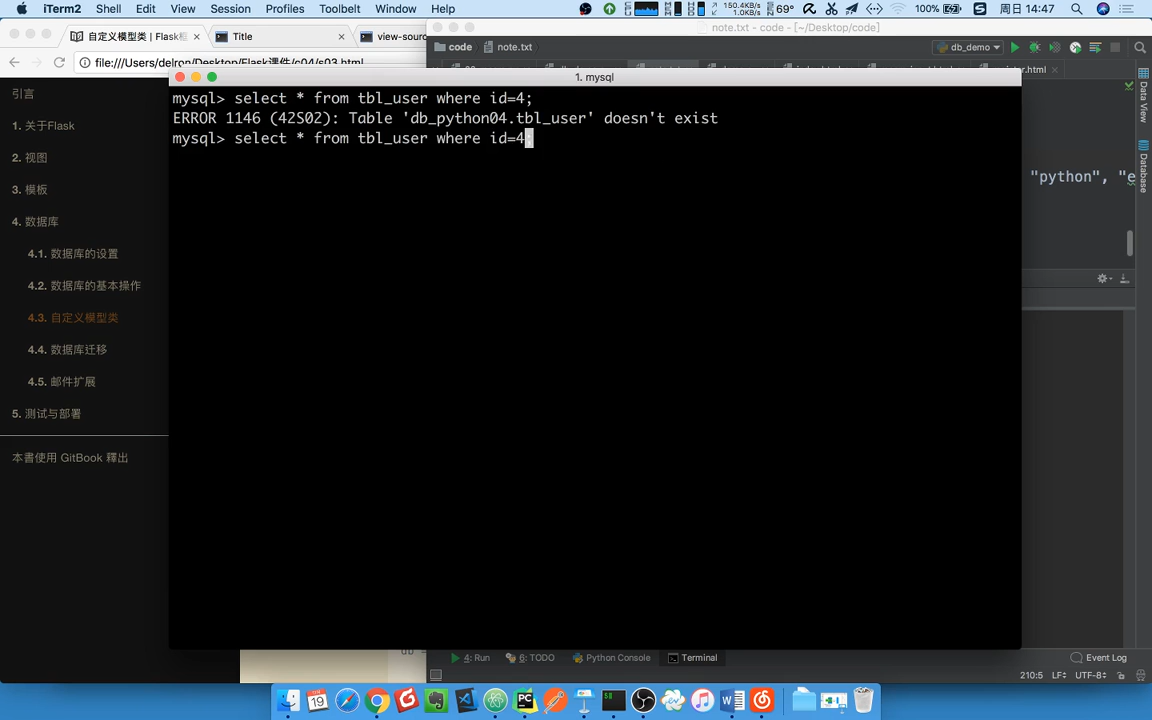 iTerm2 Shell Edit View Session Profiles Toolbelt Window Help 150.4KB/s 1.0KB/s 69° 100% 周日 14:47
自定义模型类 | Flask Title view-sourc
note.txt - code - [~/Desktop/code]
code note.txt db_demo
file:///Users/delron/Desktop/Flask课件/c04/s03.html
1. mysql
引言
1. 关于Flask
2. 视图
3. 模板
4. 数据库
4.1. 数据库的设置
4.2. 数据库的基本操作
4.3. 自定义模型类
4.4. 数据库迁移
4.5. 邮件扩展
5. 测试与部署
本書使用 GitBook 釋出
mysql> select * from tbl_user where id=4;
ERROR 1146 (42S02): Table 'db_python04.tbl_user' doesn't exist
mysql> select * from tbl_user where id=4;
"python", "e
Data View
Database
4: Run 6: TODO Python Console Terminal Event Log
210:5 LF÷ UTF-8÷